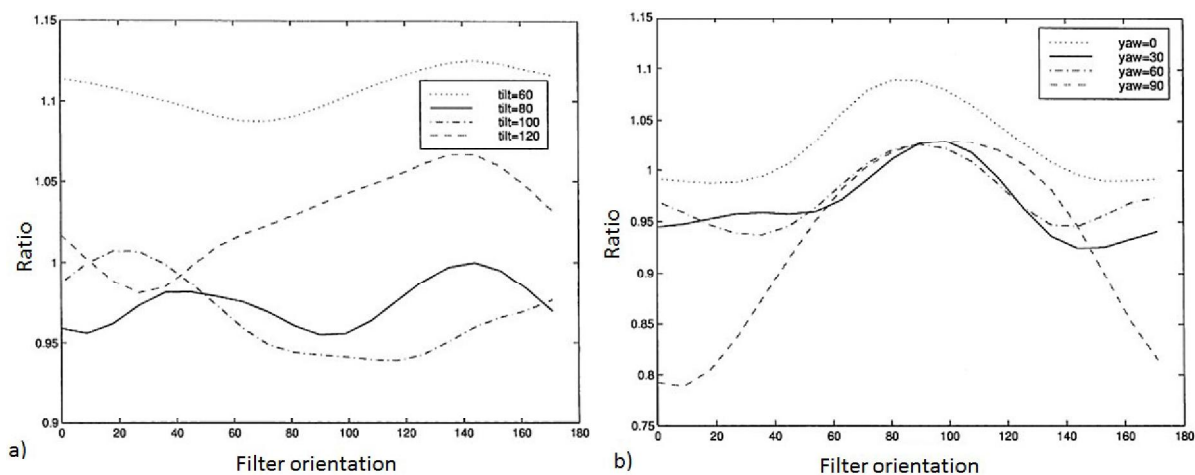 1.15
1.1
1.05
1
0.95
0.9
Ratio
tilt=60
tilt=80
tilt=100
tilt=120
0 20 40 60 80 100 120 140 160 180
a)
Filter orientation
1.15
1.1
1.05
1
0.95
0.9
0.85
0.8
0.75
Ratio
yaw=0
yaw=30
yaw=60
yaw=90
0 20 40 60 80 100 120 140 160 180
b)
Filter orientation